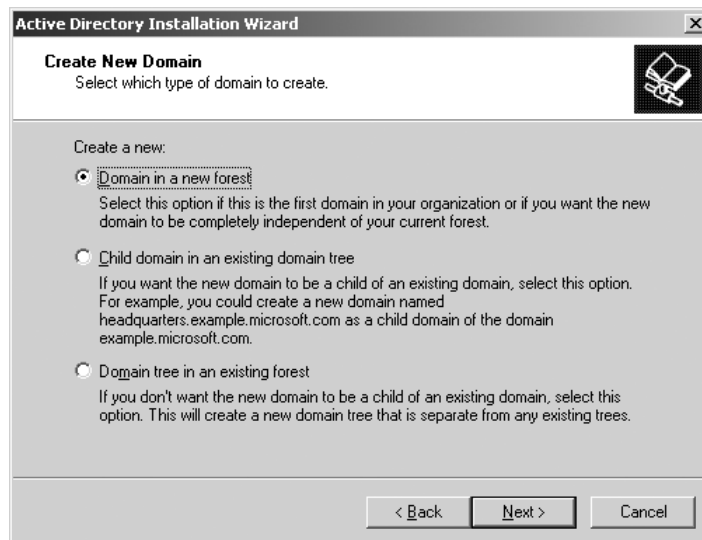 Active Directory Installation Wizard
Create New Domain
Select which type of domain to create.
Create a new:
Domain in a new forest
Select this option if this is the first domain in your organization or if you want the new
domain to be completely independent of your current forest.
Child domain in an existing domain tree
If you want the new domain to be a child of an existing domain, select this option.
For example, you could create a new domain named
headquarters.example.microsoft.com as a child domain of the domain
example.microsoft.com.
Domain tree in an existing forest
If you don't want the new domain to be a child of an existing domain, select this
option. This will create a new domain tree that is separate from any existing trees.
< Back Next > Cancel